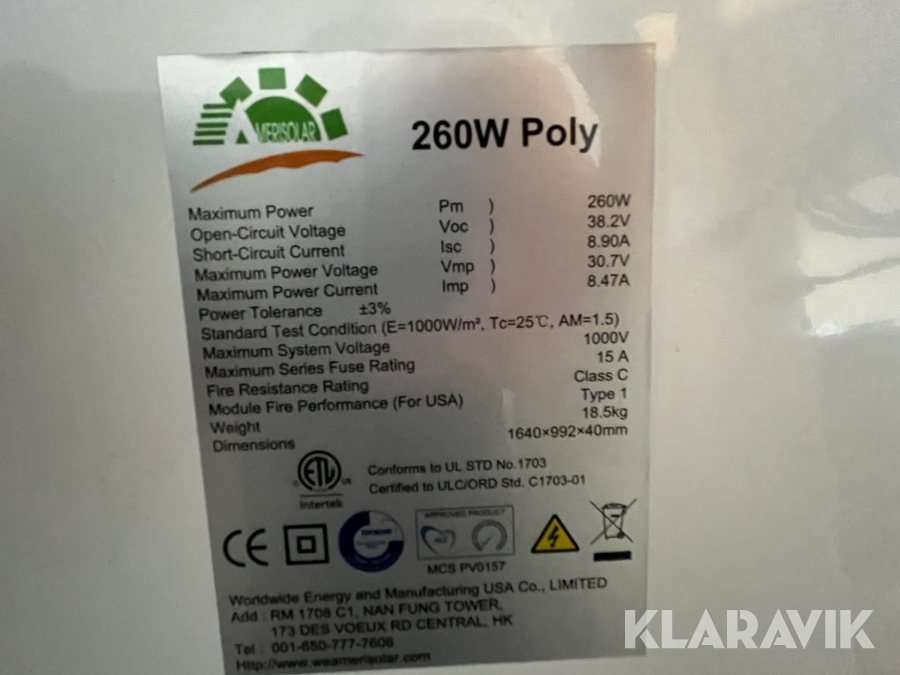 AMERISOLAR
260W Poly
Maximum Power Pm ) 260W
Open-Circuit Voltage Voc ) 38.2V
Short-Circuit Current Isc ) 8.90A
Maximum Power Voltage Vmp ) 30.7V
Maximum Power Current Imp ) 8.47A
Power Tolerance ±3%
Standard Test Condition (E=1000W/m², Tc=25℃, AM=1.5)
Maximum System Voltage 1000V
Maximum Series Fuse Rating 15 A
Fire Resistance Rating Class C
Module Fire Performance (For USA) Type 1
Weight 18.5kg
Dimensions 1640×992×40mm
ETL
Intertek
Conforms to UL STD No.1703
Certified to ULC/ORD Std. C1703-01
CE
APPROVED PRODUCT
MCS PV0157
Worldwide Energy and Manufacturing USA Co., LIMITED
Add : RM 1708 C1, NAN FUNG TOWER,
173 DES VOEUX RD CENTRAL, HK
Tel : 001-650-777-7608
Http://www.weamerisolar.com
KLARAVIK